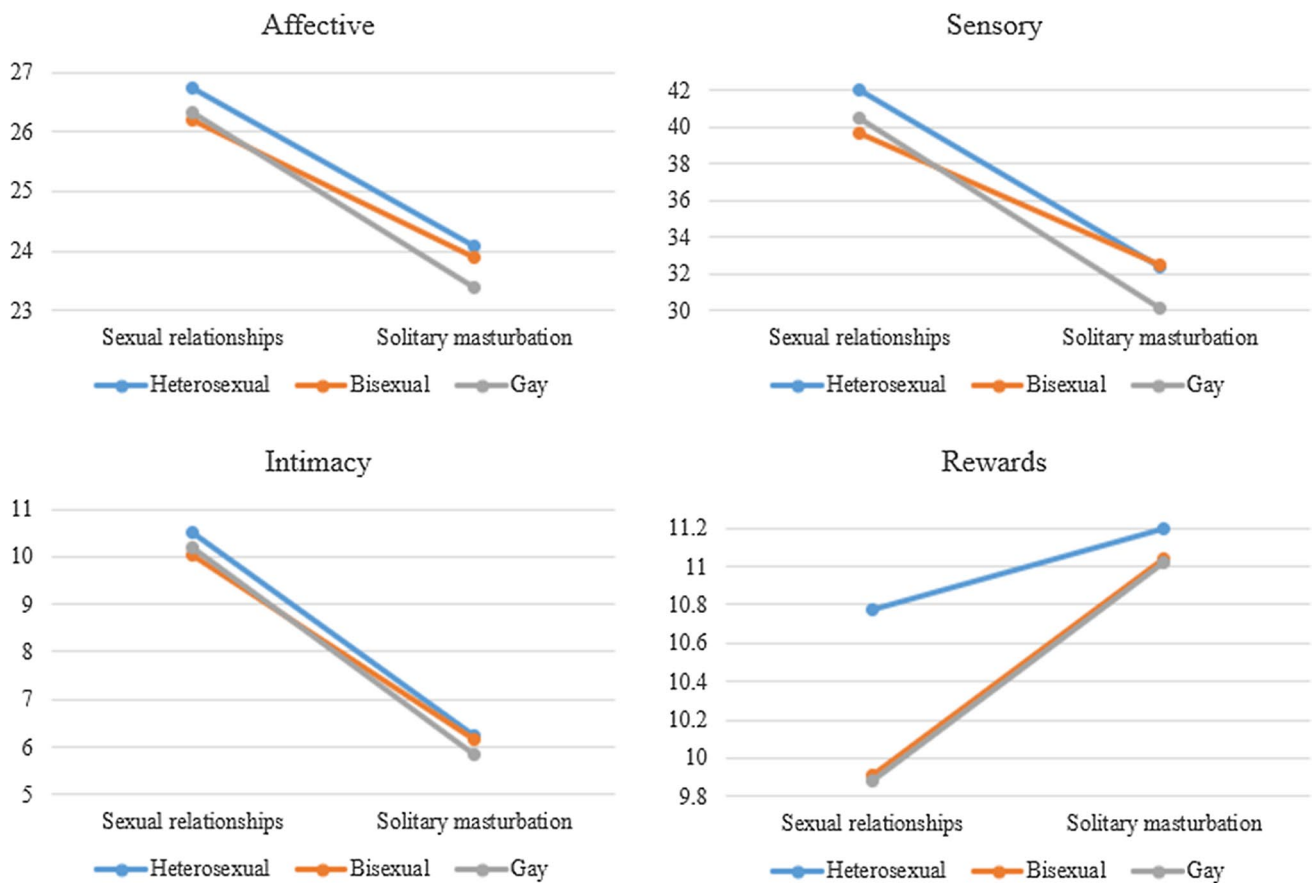 Affective
27
26
25
24
23
Sexual relationships Solitary masturbation
Heterosexual Bisexual Gay
Sensory
42
40
38
36
34
32
30
Sexual relationships Solitary masturbation
Heterosexual Bisexual Gay
Intimacy
11
10
9
8
7
6
5
Sexual relationships Solitary masturbation
Heterosexual Bisexual Gay
Rewards
11.2
11
10.8
10.6
10.4
10.2
10
9.8
Sexual relationships Solitary masturbation
Heterosexual Bisexual Gay